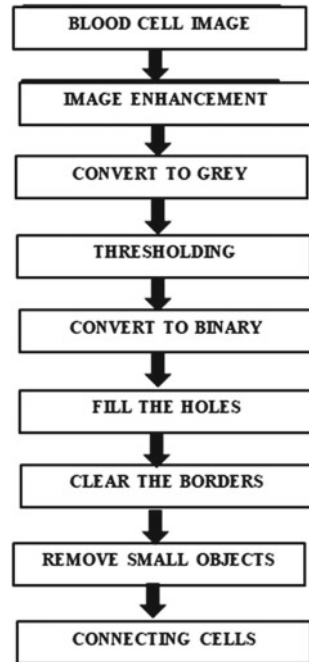 BLOOD CELL IMAGE
IMAGE ENHANCEMENT
CONVERT TO GREY
THRESHOLDING
CONVERT TO BINARY
FILL THE HOLES
CLEAR THE BORDERS
REMOVE SMALL OBJECTS
CONNECTING CELLS